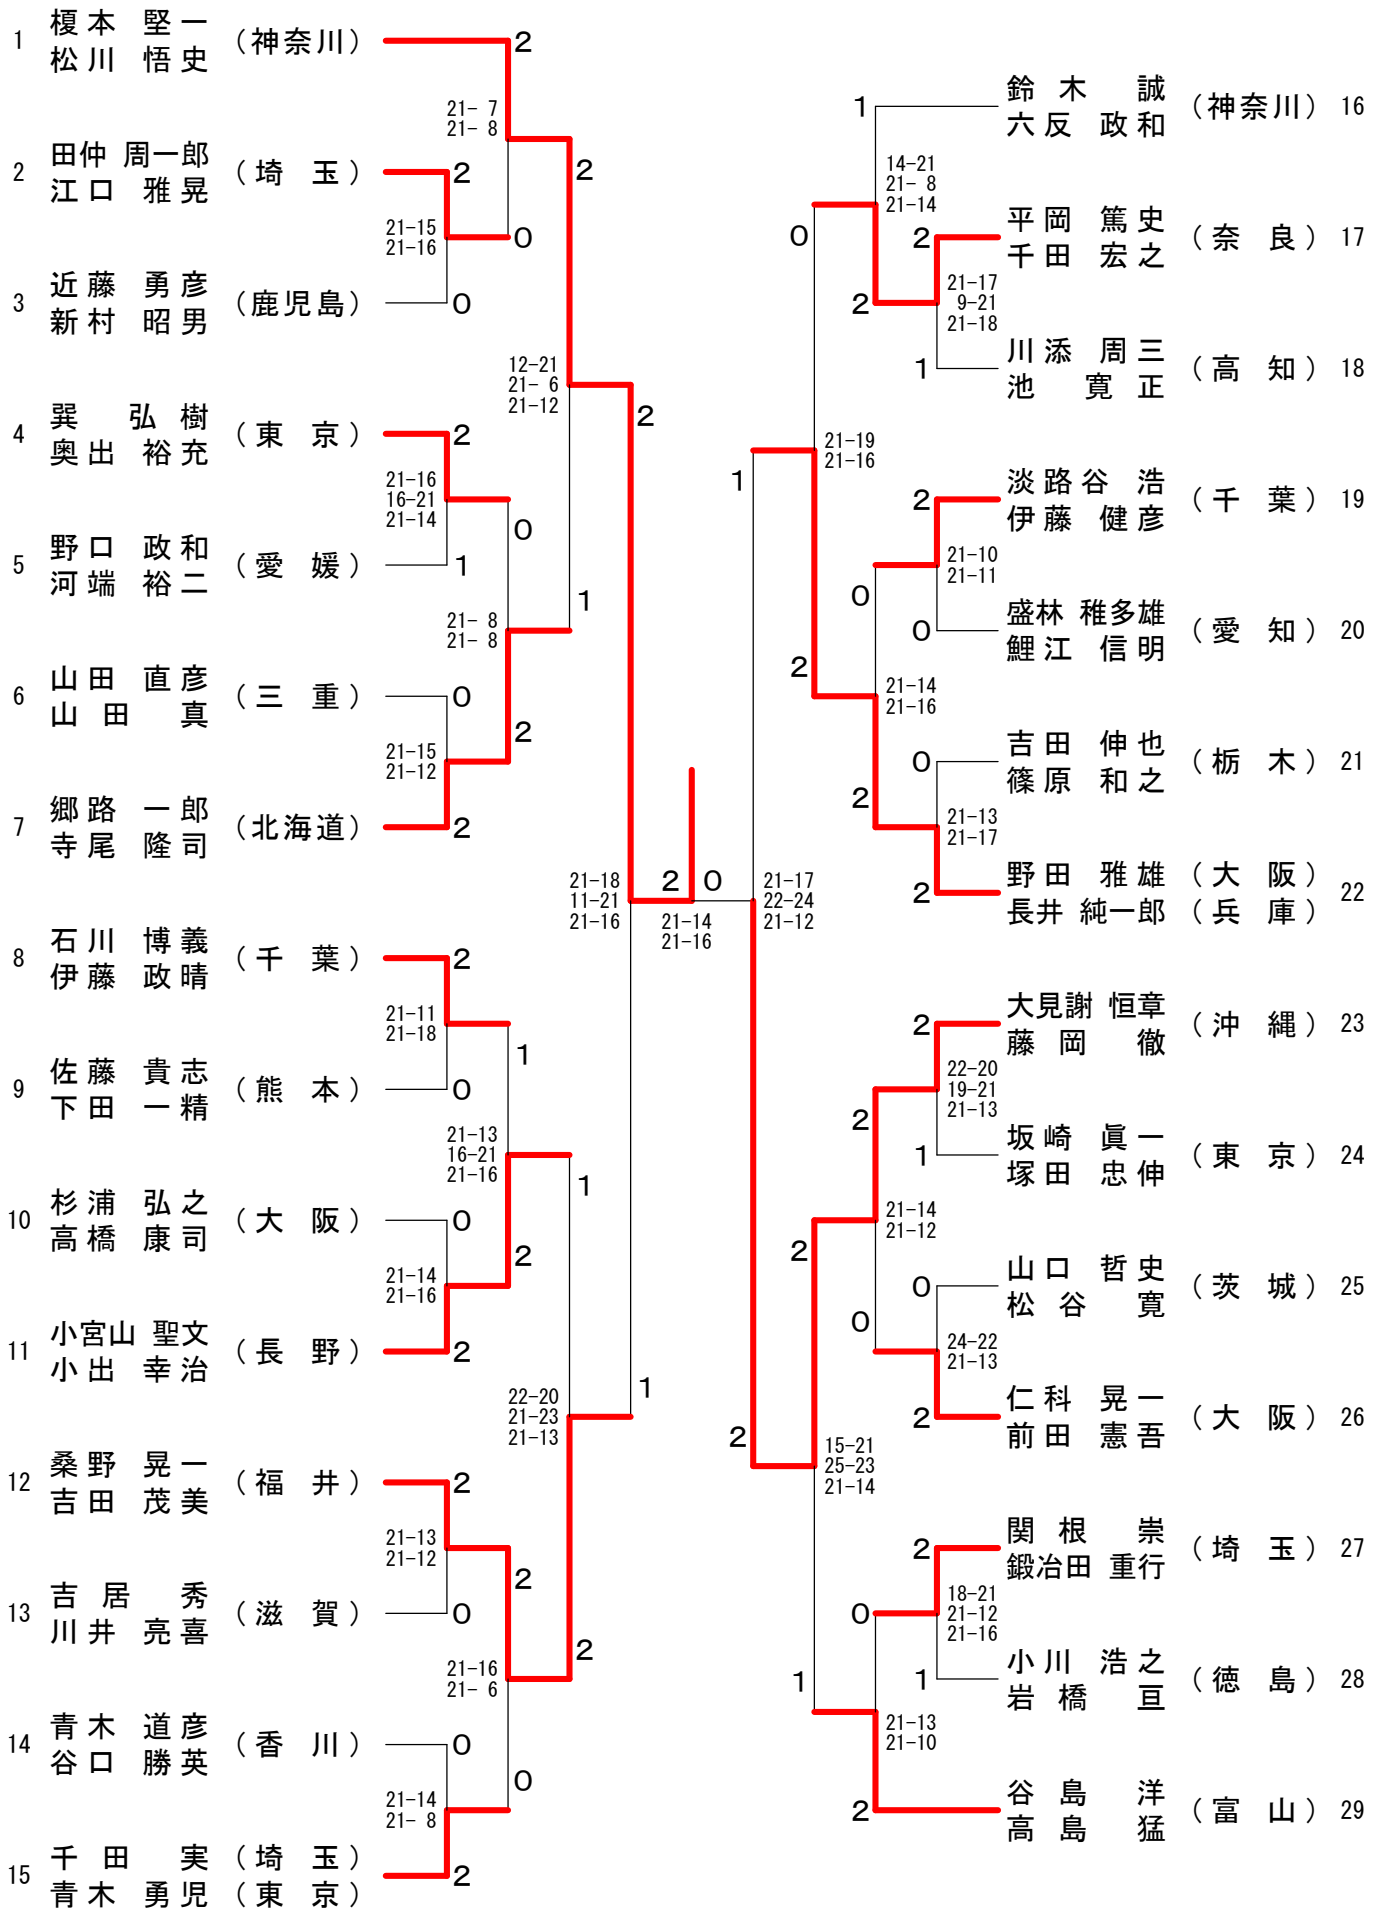 1 榎本 堅一 (神奈川) 2
松川 悟史
21- 7
21- 8
2
2 田仲 周一郎 (埼 玉) 2
江口 雅晃
21-15
21-16
0
3 近藤 勇彦 (鹿児島) 0
新村 昭男
12-21
21- 6
21-12
2
4 巽 弘樹 (東 京) 2
奥出 裕充
21-16
16-21
21-14
0
5 野口 政和 (愛 媛) 1
河端 裕二
21- 8
21- 8
1
6 山田 直彦 (三 重) 0
山田 真
21-15
21-12
2
7 郷路 一郎 (北海道) 2
寺尾 隆司
21-18
11-21
21-16
2 0
21-14
21-16
8 石川 博義 (千 葉) 2
伊藤 政晴
21-11
21-18
1
9 佐藤 貴志 (熊 本) 0
下田 一精
21-13
16-21
21-16
1
10 杉浦 弘之 (大 阪) 0
高橋 康司
21-14
21-16
2
11 小宮山 聖文 (長 野) 2
小出 幸治
22-20
21-23
21-13
1
12 桑野 晃一 (福 井) 2
吉田 茂美
21-13
21-12
2
13 吉居 秀 (滋 賀) 0
川井 亮喜
21-16
21- 6
2
14 青木 道彦 (香 川) 0
谷口 勝英
21-14
21- 8
0
15 千田 実 (埼 玉) 2
青木 勇児 (東 京)
1 鈴木 誠 (神奈川) 16
六反 政和
14-21
21- 8
21-14
0
2 平岡 篤史 (奈 良) 17
千田 宏之
2
21-17
9-21
21-18
1 川添 周三 (高 知) 18
池 寛正
1
21-19
21-16
2 淡路谷 浩 (千 葉) 19
伊藤 健彦
0
21-10
21-11
0 盛林 稚多雄 (愛 知) 20
鯉江 信明
2
21-14
21-16
0 吉田 伸也 (栃 木) 21
篠原 和之
2
21-13
21-17
2 野田 雅雄 (大 阪) 22
長井 純一郎 (兵 庫)
21-17
22-24
21-12
2 大見謝 恒章 (沖 縄) 23
藤岡 徹
2
22-20
19-21
21-13
1 坂崎 眞一 (東 京) 24
塚田 忠伸
2
21-14
21-12
0 山口 哲史 (茨 城) 25
松谷 寛
0
24-22
21-13
2 仁科 晃一 (大 阪) 26
前田 憲吾
2
15-21
25-23
21-14
2 関根 崇 (埼 玉) 27
鍛冶田 重行
0
18-21
21-12
21-16
1 小川 浩之 (徳 島) 28
岩橋 亘
1
21-13
21-10
2 谷島 洋 (富 山) 29
高島 猛